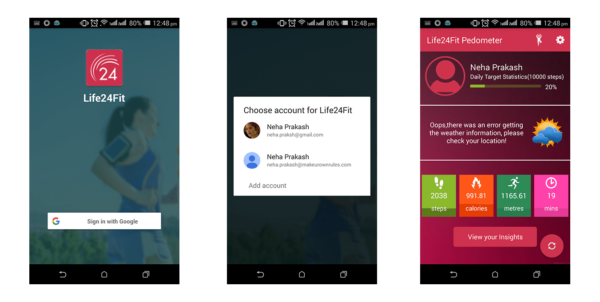 80% 12:48 pm
24
Life24Fit
Sign in with Google
80% 12:48 pm
Choose account for Life24Fit
Neha Prakash
neha.praksh@gmail.com
Neha Prakash
neha.prakash@makeurownrules.com
Add account
80% 12:48 pm
Life24Fit Pedometer
Neha Prakash
Daily Target Statistics(10000 steps)
20%
Oops,there was an error getting
the weather information, please
check your location!
2038 991.81 1165.61 19
steps calories metres mins
View your Insights